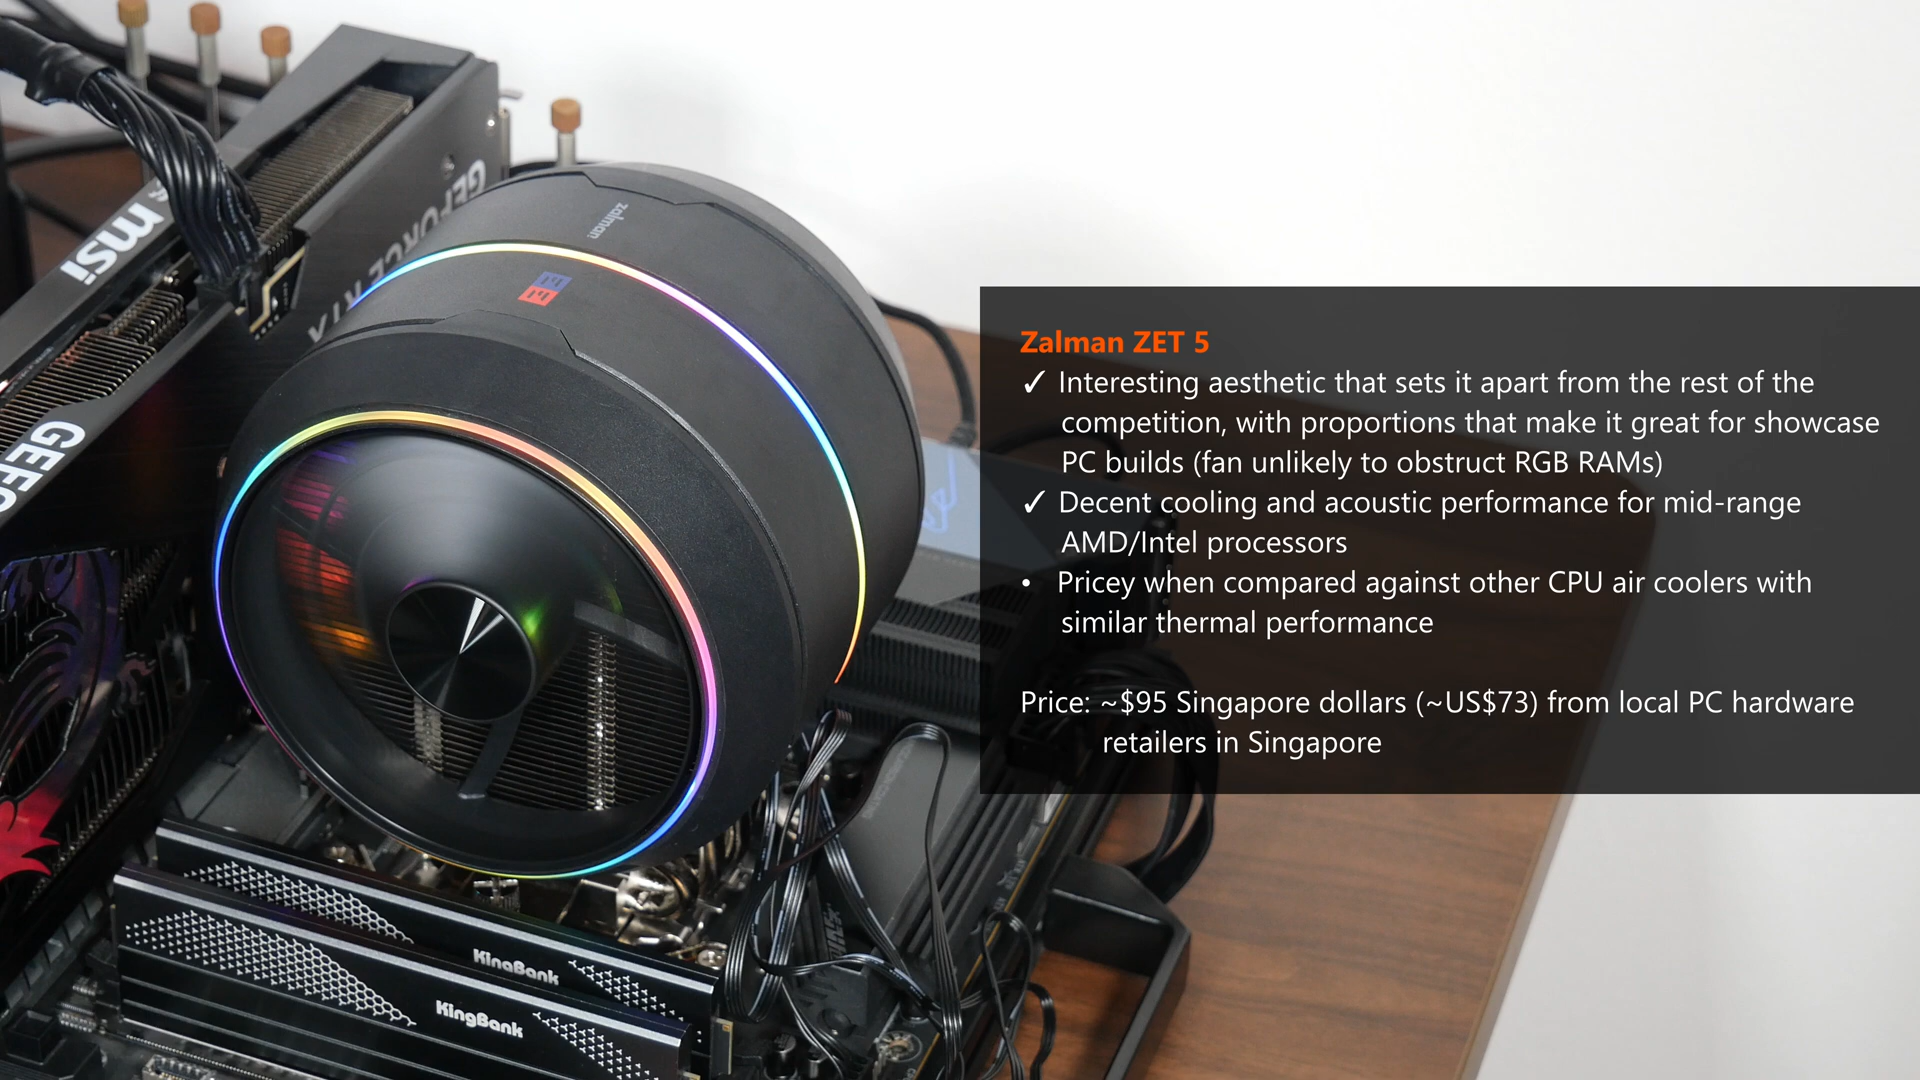 Zalman ZET 5
✓ Interesting aesthetic that sets it apart from the rest of the
competition, with proportions that make it great for showcase
PC builds (fan unlikely to obstruct RGB RAMs)
✓ Decent cooling and acoustic performance for mid-range
AMD/Intel processors
• Pricey when compared against other CPU air coolers with
similar thermal performance
Price: ~$95 Singapore dollars (~US$73) from local PC hardware
retailers in Singapore
msi
GEFORCE RTX
zalman
KingBank
KingBank